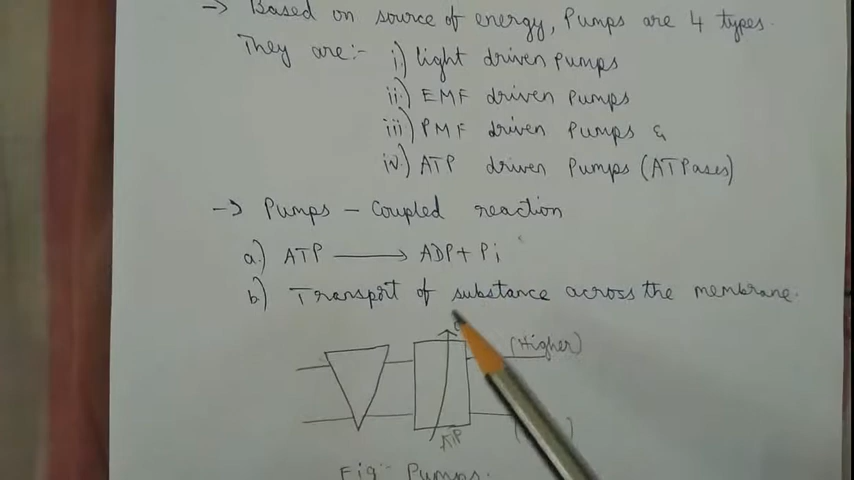 -> Based on source of energy, Pumps are 4 types.
They are:- i.) light driven pumps
ii.) EMF driven Pumps
iii) PMF driven Pumps &
iv.) ATP driven Pumps (ATPases)
-> Pumps - Coupled reaction
a.) ATP ⟶ ADP + Pi
b.) Transport of substance across the membrane.
(Higher)
ATP
Fig:- Pumps.